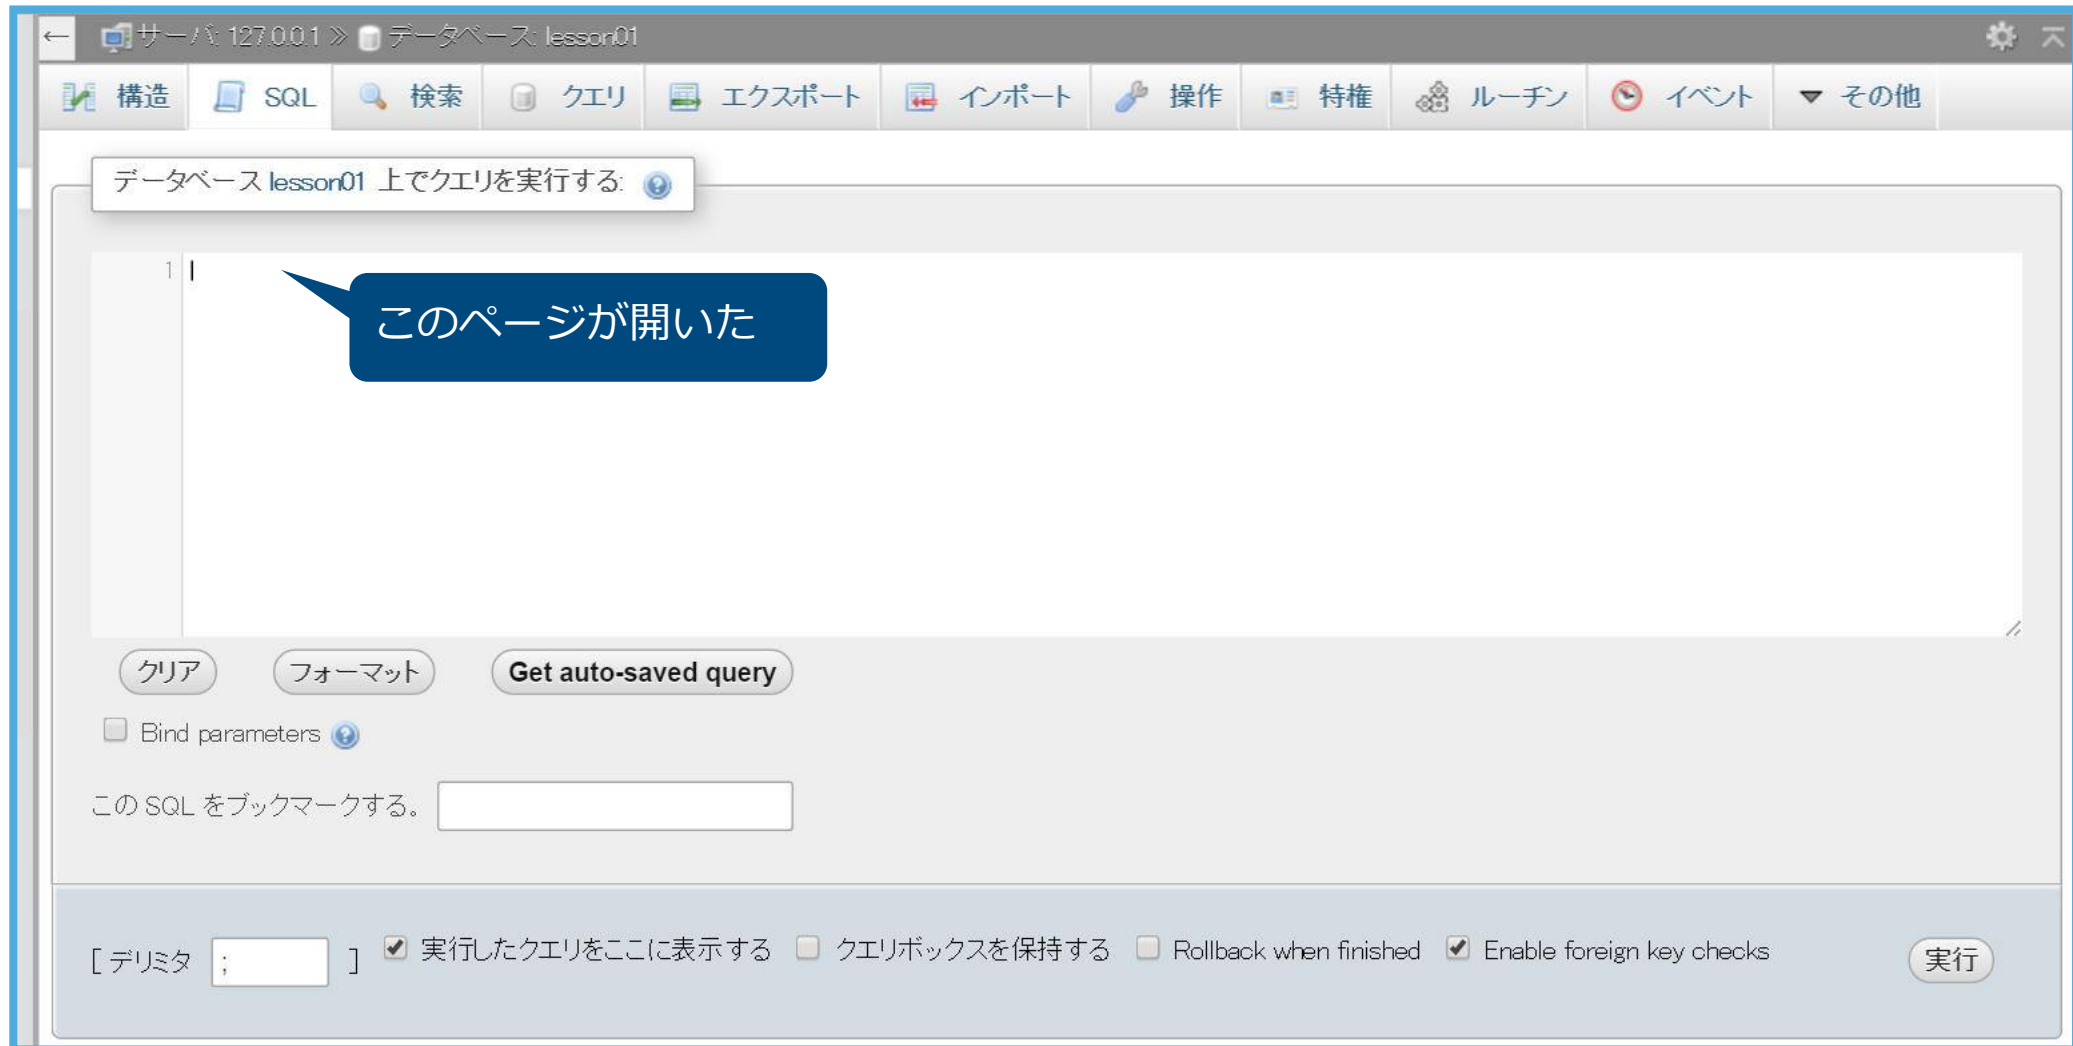 ← サーバ: 127.0.0.1 » データベース: lesson01
構造 SQL 検索 クエリ エクスポート インポート 操作 特権 ルーチン イベント ▼ その他
データベース lesson01 上でクエリを実行する:
1
このページが開いた
クリア フォーマット Get auto-saved query
Bind parameters
この SQL をブックマークする。
[ デリミタ ; ] 実行したクエリをここに表示する クエリボックスを保持する Rollback when finished Enable foreign key checks 実行